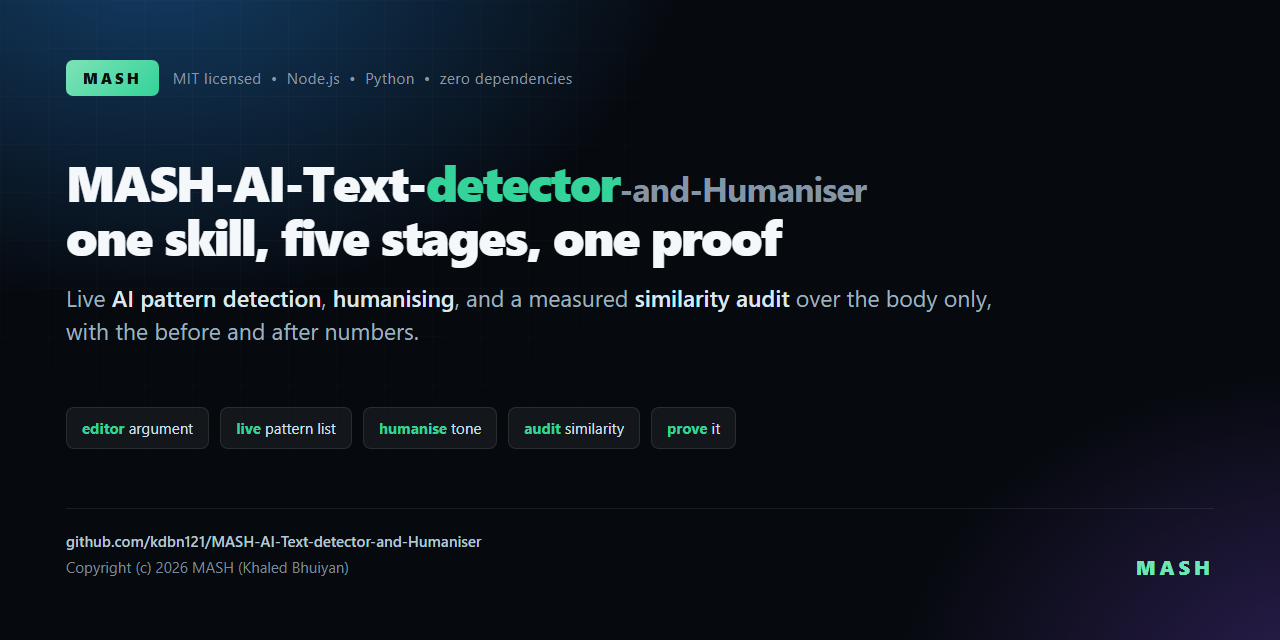 MASH MIT licensed • Node.js • Python • zero dependencies
MASH-AI-Text-detector-and-Humaniser
one skill, five stages, one proof
Live AI pattern detection, humanising, and a measured similarity audit over the body only,
with the before and after numbers.
editor argument live pattern list humanise tone audit similarity prove it
github.com/kdbn121/MASH-AI-Text-detector-and-Humaniser
Copyright (c) 2026 MASH (Khaled Bhuiyan)
MASH